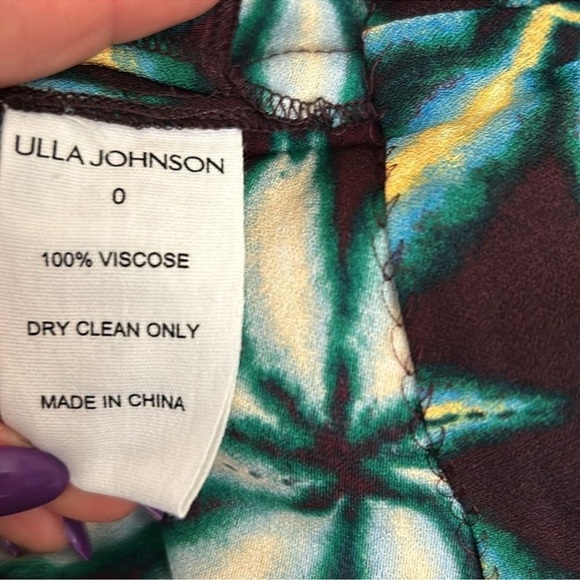 ULLA JOHNSON
0
100% VISCOSE
DRY CLEAN ONLY
MADE IN CHINA